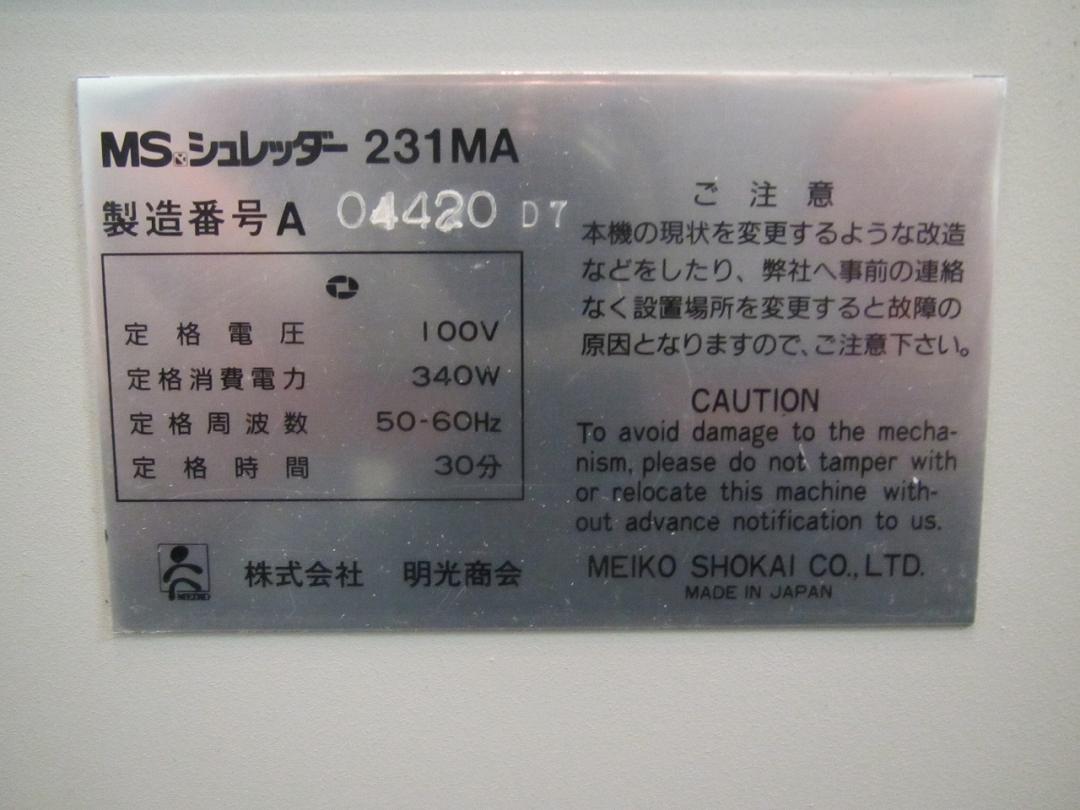 MSシュレッダー 231MA
製造番号A 04420 D7
定格電圧 100V
定格消費電力 340W
定格周波数 50-60Hz
定格時間 30分
株式会社 明光商会
ご注意
本機の現状を変更するような改造
などをしたり、弊社へ事前の連絡
なく設置場所を変更すると故障の
原因となりますので、ご注意下さい。
CAUTION
To avoid damage to the mecha-
nism, please do not tamper with
or relocate this machine with-
out advance notification to us.
MEIKO SHOKAI CO., LTD.
MADE IN JAPAN